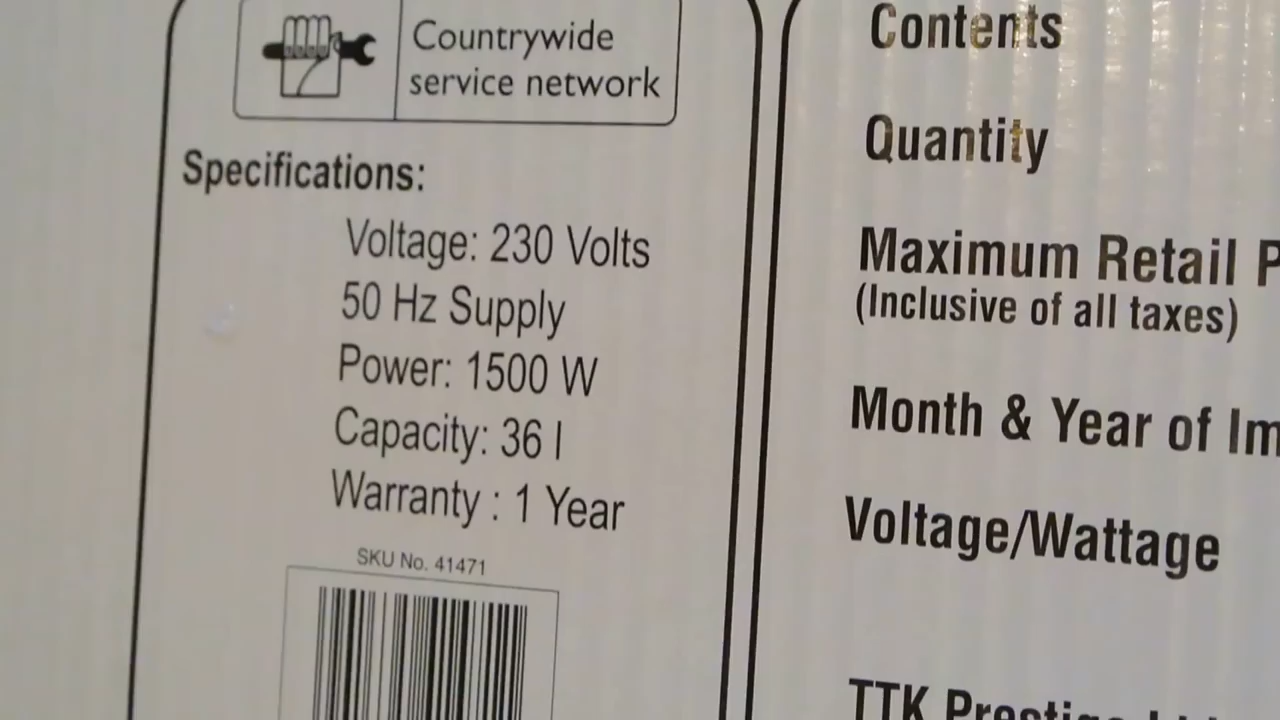 Countrywide
service network
Specifications:
Voltage: 230 Volts
50 Hz Supply
Power: 1500 W
Capacity: 36 l
Warranty : 1 Year
SKU No. 41471
Contents
Quantity
Maximum Retail
(Inclusive of all taxes)
Month & Year of
Voltage/Wattage
TTK Prestige